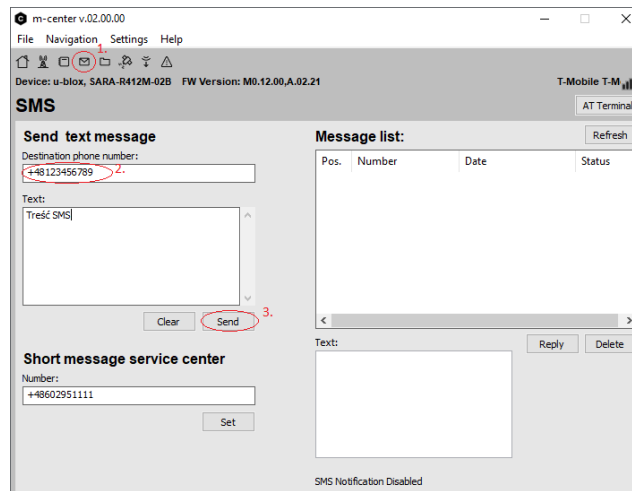 m-center v.02.00.00
File Navigation Settings Help
1.
Device: u-blox, SARA-R412M-02B FW Version: M0.12.00,A.02.21
T-Mobile T-M
SMS
AT Terminal
Send text message
Destination phone number:
+48123456789
2.
Text:
Treść SMS
Clear
Send
3.
Short message service center
Number:
+48602951111
Set
Message list:
Refresh
Pos. Number Date Status
Text:
Reply
Delete
SMS Notification Disabled